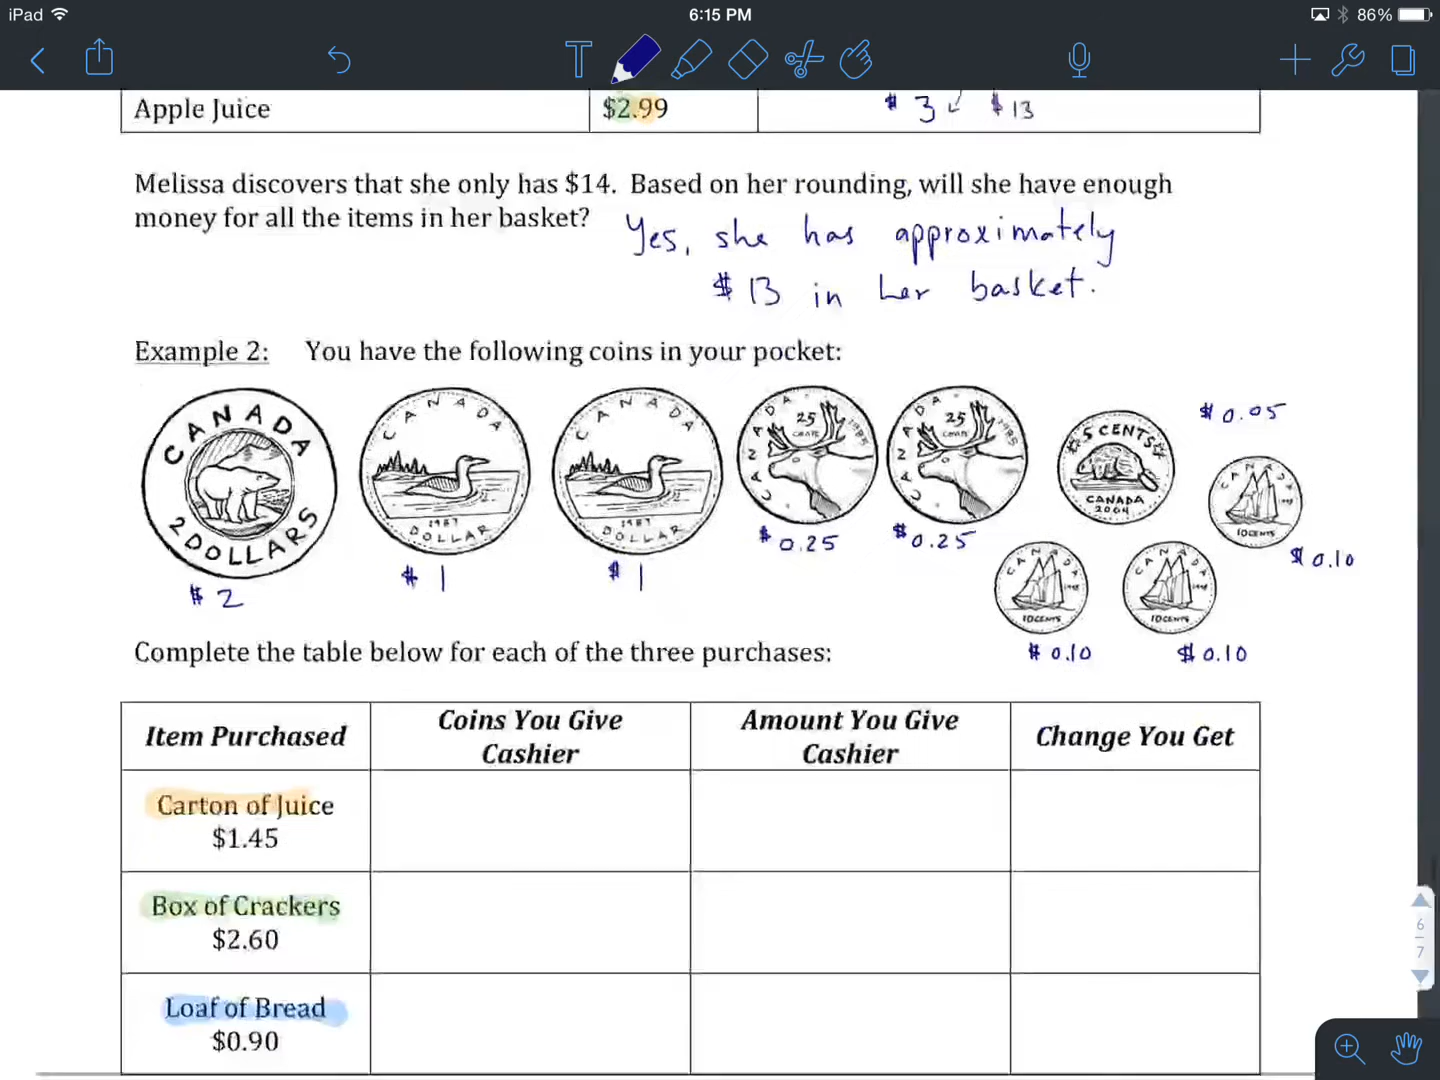 iPad 6:15 PM 86%
T
Apple Juice $2.99 $ 3 ✓ $ 13
Melissa discovers that she only has $14. Based on her rounding, will she have enough
money for all the items in her basket?
Yes, she has approximately
$ 13 in her basket.
Example 2: You have the following coins in your pocket:
CANADA 2 DOLLARS
CANADA 1987 DOLLAR
CANADA 1987 DOLLAR
CANADA 25 CENTS
CANADA 25 CENTS
5 CENTS CANADA 2004
$ 0.05
CANADA 10 CENTS
$ 0.25 $ 0.25
$ 0.10
$ 2 $ 1 $ 1
CANADA 10 CENTS
CANADA 10 CENTS
$ 0.10 $ 0.10
Complete the table below for each of the three purchases:
Item Purchased
Coins You Give
Cashier
Amount You Give
Cashier
Change You Get
Carton of Juice
$1.45
Box of Crackers
$2.60
Loaf of Bread
$0.90
6
7